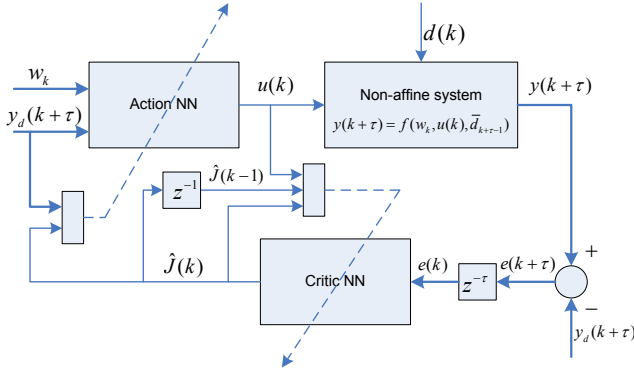 d(k)
w_k
y_d(k+τ)
Action NN
u(k)
Non-affine system
y(k+τ) = f(w_k, u(k), d̅_{k+τ−1})
y(k+τ)
z^{-1}
Ĵ(k−1)
Ĵ(k)
Critic NN
e(k)
z^{-τ}
e(k+τ)
+
−
y_d(k+τ)